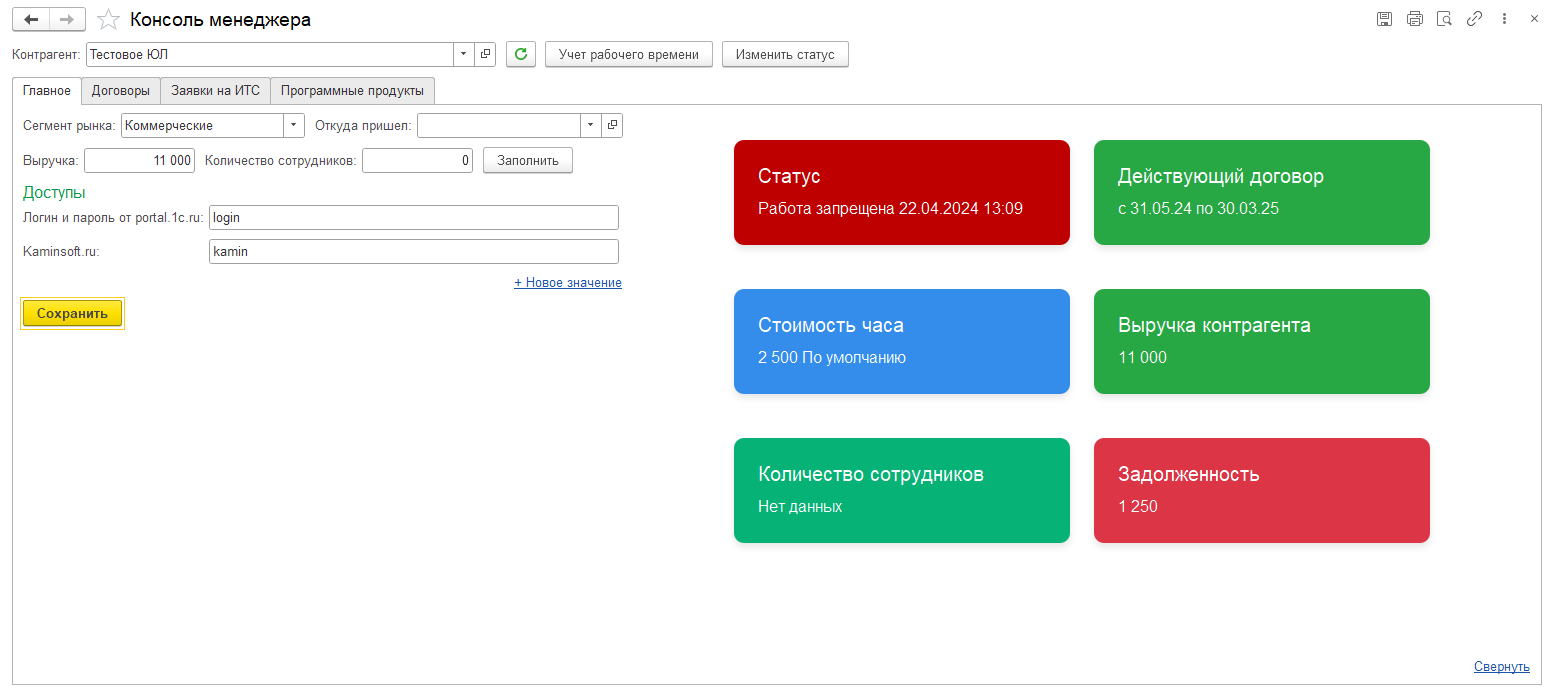 Консоль менеджера
Контрагент: Тестовое ЮЛ Учет рабочего времени Изменить статус
Главное Договоры Заявки на ИТС Программные продукты
Сегмент рынка: Коммерческие Откуда пришел:
Выручка: 11 000 Количество сотрудников: 0 Заполнить
Доступы
Логин и пароль от portal.1c.ru: login
Kaminsoft.ru: kamin
+ Новое значение
Сохранить
Статус
Работа запрещена 22.04.2024 13:09
Действующий договор
с 31.05.24 по 30.03.25
Стоимость часа
2 500 По умолчанию
Выручка контрагента
11 000
Количество сотрудников
Нет данных
Задолженность
1 250
Свернуть